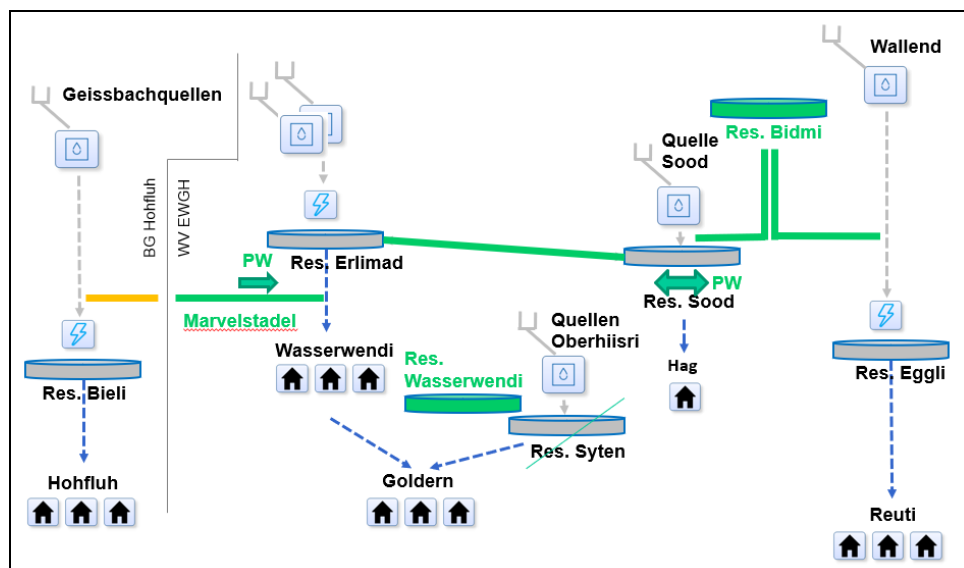 Wallend
Geissbachquellen
Res. Bidmi
Quelle
Sood
BG Hohfluh
WV EWGH
PW
Res. Erlimad
PW
Res. Sood
Marvelstadel
Quellen
Oberhiisri
Wasserwendi
Res.
Wasserwendi
Hag
Res. Eggli
Res. Bieli
Res. Syten
Hohfluh
Goldern
Reuti